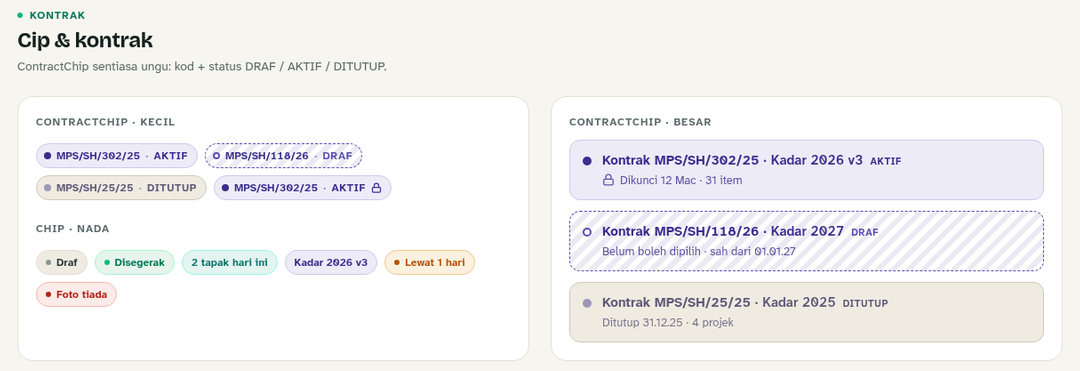 KONTRAK
Cip & kontrak
ContractChip sentiasa ungu: kod + status DRAF / AKTIF / DITUTUP.
CONTRACTCHIP · KECIL
MPS/SH/302/25 · AKTIF
MPS/SH/118/26 · DRAF
MPS/SH/25/25 · DITUTUP
MPS/SH/302/25 · AKTIF
CHIP · NADA
Draf
Disegerak
2 tapak hari ini
Kadar 2026 v3
Lewat 1 hari
Foto tiada
CONTRACTCHIP · BESAR
Kontrak MPS/SH/302/25 · Kadar 2026 v3 AKTIF
Dikunci 12 Mac · 31 item
Kontrak MPS/SH/118/26 · Kadar 2027 DRAF
Belum boleh dipilih · sah dari 01.01.27
Kontrak MPS/SH/25/25 · Kadar 2025 DITUTUP
Ditutup 31.12.25 · 4 projek